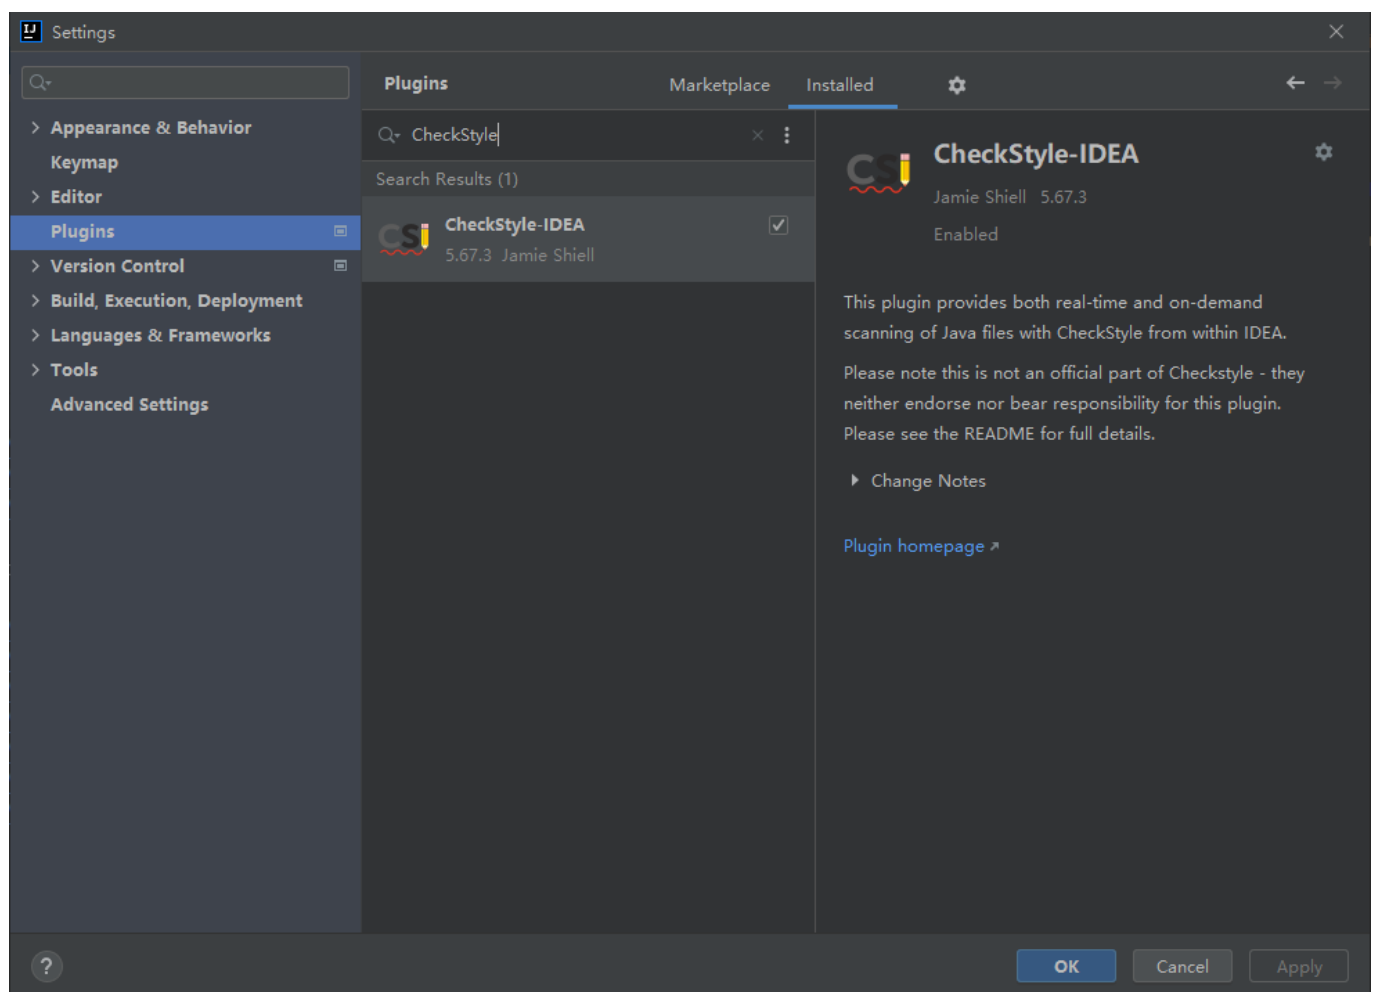 IJ Settings
Plugins
Marketplace
Installed
Appearance & Behavior
Keymap
Editor
Plugins
Version Control
Build, Execution, Deployment
Languages & Frameworks
Tools
Advanced Settings
CheckStyle
Search Results (1)
CSi
CheckStyle-IDEA
5.67.3 Jamie Shiell
CSi
CheckStyle-IDEA
Jamie Shiell 5.67.3
Enabled
This plugin provides both real-time and on-demand
scanning of Java files with CheckStyle from within IDEA.
Please note this is not an official part of Checkstyle - they
neither endorse nor bear responsibility for this plugin.
Please see the README for full details.
Change Notes
Plugin homepage
?
OK
Cancel
Apply